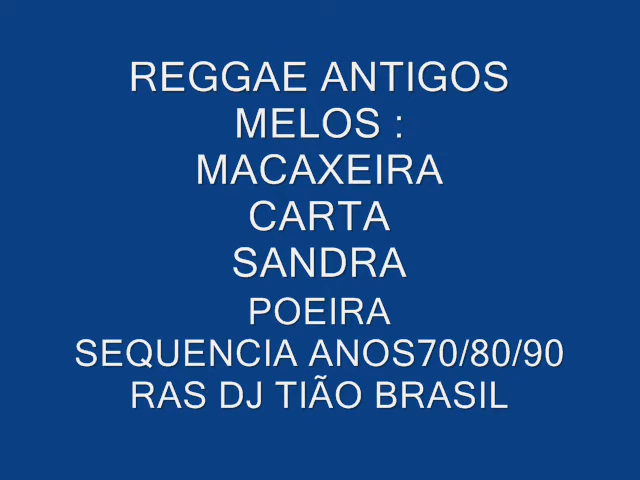 REGGAE ANTIGOS
MELOS :
MACAXEIRA
CARTA
SANDRA
POEIRA
SEQUENCIA ANOS70/80/90
RAS DJ TIÃO BRASIL